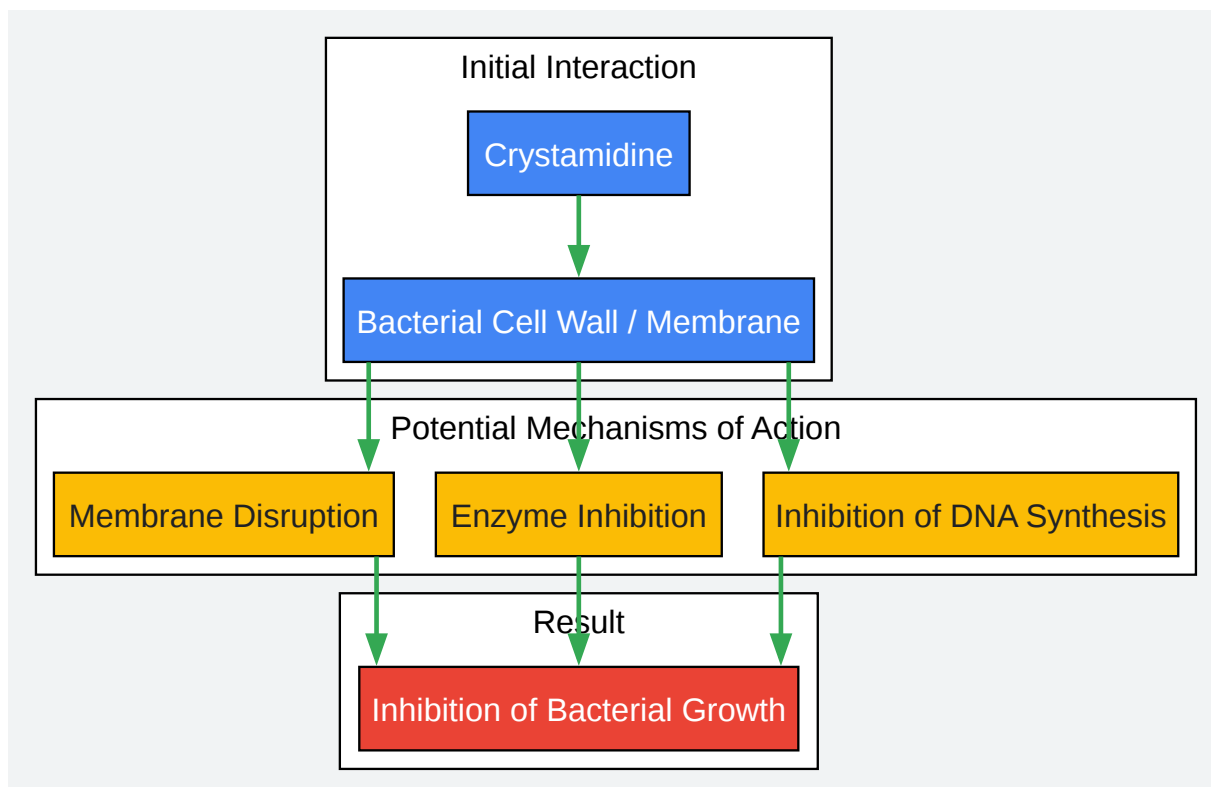 Initial Interaction
Crystamidine
Bacterial Cell Wall / Membrane
Potential Mechanisms of Action
Membrane Disruption
Enzyme Inhibition
Inhibition of DNA Synthesis
Result
Inhibition of Bacterial Growth